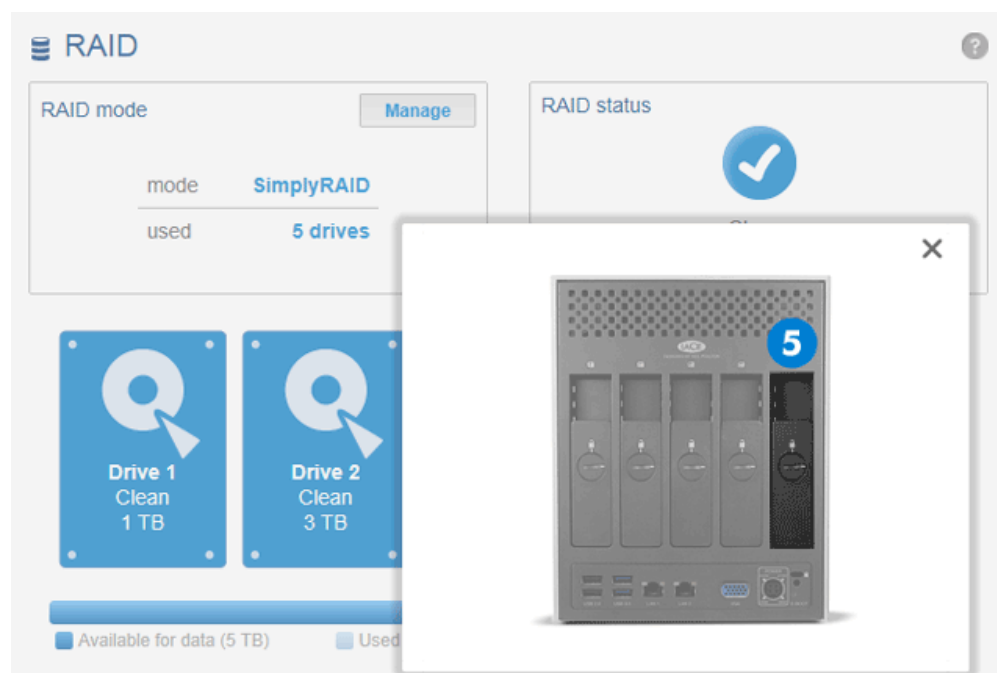 RAID
?
RAID mode
Manage
mode SimplyRAID
used 5 drives
RAID status
5
LACIE
Drive 1
Clean
1 TB
Drive 2
Clean
3 TB
Available for data (5 TB)
Used